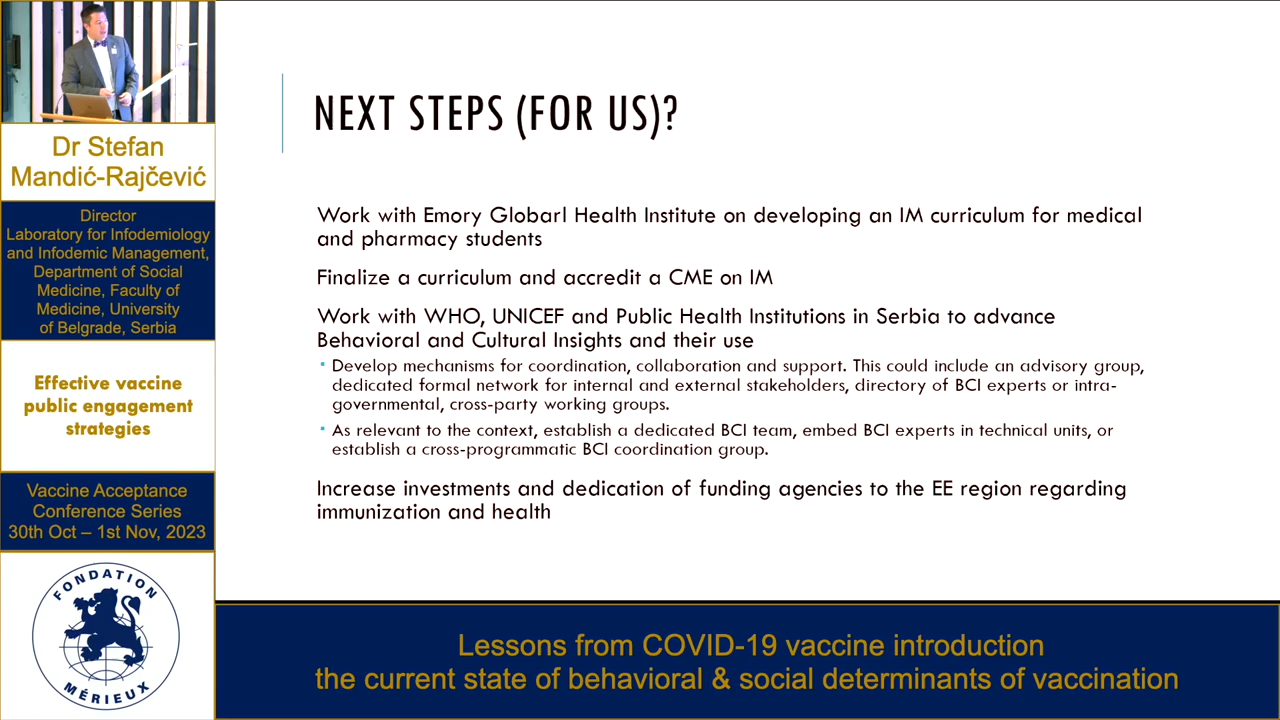 Dr Stefan
Mandić-Rajčević
Director
Laboratory for Infodemiology
and Infodemic Management,
Department of Social
Medicine, Faculty of
Medicine, University
of Belgrade, Serbia
Effective vaccine
public engagement
strategies
Vaccine Acceptance
Conference Series
30th Oct – 1st Nov, 2023
FONDATION
MÉRIEUX
NEXT STEPS (FOR US)?
Work with Emory Globarl Health Institute on developing an IM curriculum for medical
and pharmacy students
Finalize a curriculum and accredit a CME on IM
Work with WHO, UNICEF and Public Health Institutions in Serbia to advance
Behavioral and Cultural Insights and their use
Develop mechanisms for coordination, collaboration and support. This could include an advisory group,
dedicated formal network for internal and external stakeholders, directory of BCI experts or intra-
governmental, cross-party working groups.
As relevant to the context, establish a dedicated BCI team, embed BCI experts in technical units, or
establish a cross-programmatic BCI coordination group.
Increase investments and dedication of funding agencies to the EE region regarding
immunization and health
Lessons from COVID-19 vaccine introduction
the current state of behavioral & social determinants of vaccination